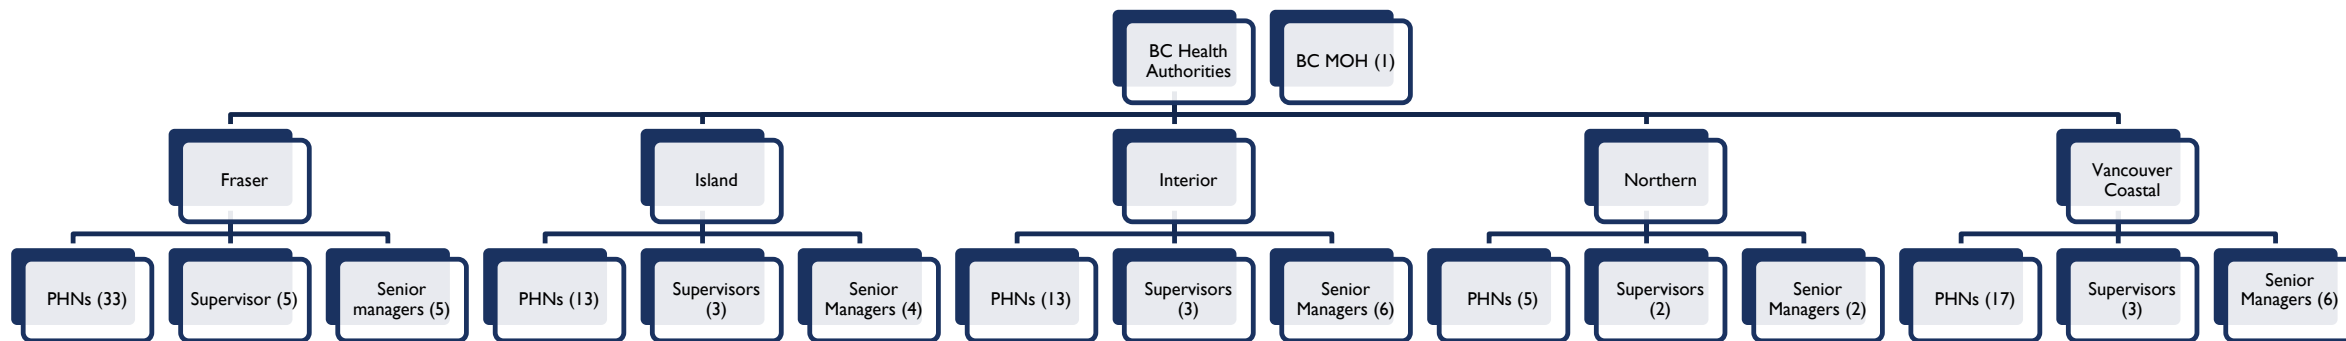 BC Health
Authorities
BC MOH (1)
Fraser
Island
Interior
Northern
Vancouver
Coastal
PHNs (33)
Supervisor (5)
Senior
managers (5)
PHNs (13)
Supervisors
(3)
Senior
Managers (4)
PHNs (13)
Supervisors
(3)
Senior
Managers (6)
PHNs (5)
Supervisors
(2)
Senior
Managers (2)
PHNs (17)
Supervisors
(3)
Senior
Managers (6)